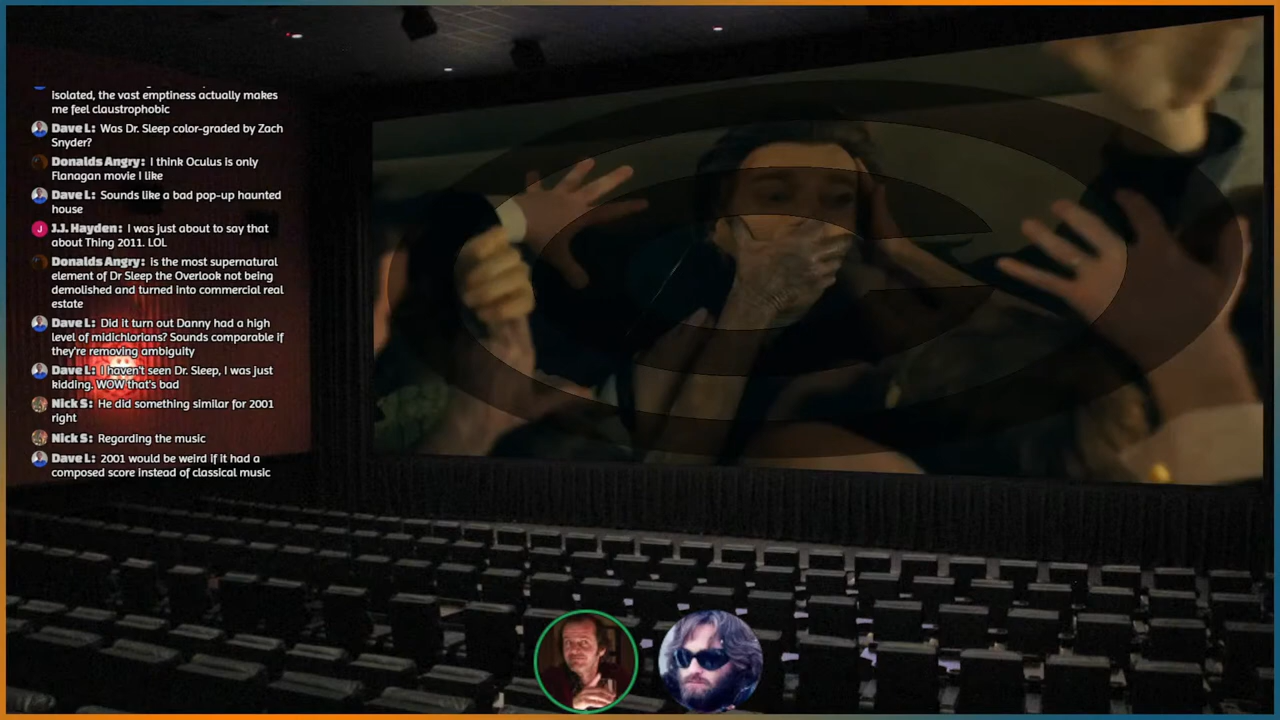 isolated, the vast emptiness actually makes
me feel claustrophobic
Dave L: Was Dr. Sleep color-graded by Zach
Snyder?
Donalds Angry: I think Oculus is only
Flanagan movie I like
Dave L: Sounds like a bad pop-up haunted
house
J
J.J. Hayden: I was just about to say that
about Thing 2011. LOL
Donalds Angry: Is the most supernatural
element of Dr Sleep the Overlook not being
demolished and turned into commercial real
estate
Dave L: Did it turn out Danny had a high
level of midichlorians? Sounds comparable if
they're removing ambiguity
Dave L: I haven't seen Dr. Sleep, I was just
kidding. WOW that's bad
Nick S: He did something similar for 2001
right
Nick S: Regarding the music
Dave L: 2001 would be weird if it had a
composed score instead of classical music